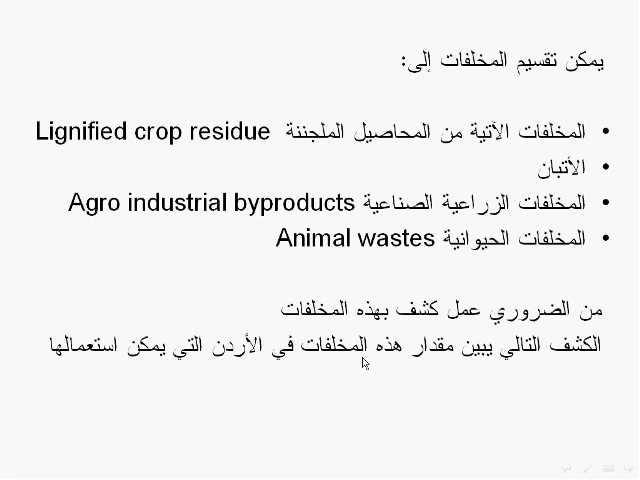 يمكن تقسيم المخلفات إلى:
• المخلفات الآتية من المحاصيل الملجننة Lignified crop residue
• الأتبان
• المخلفات الزراعية الصناعية Agro industrial byproducts
• المخلفات الحيوانية Animal wastes
من الضروري عمل كشف بهذه المخلفات
الكشف التالي يبين مقدار هذه المخلفات في الأردن التي يمكن استعمالها